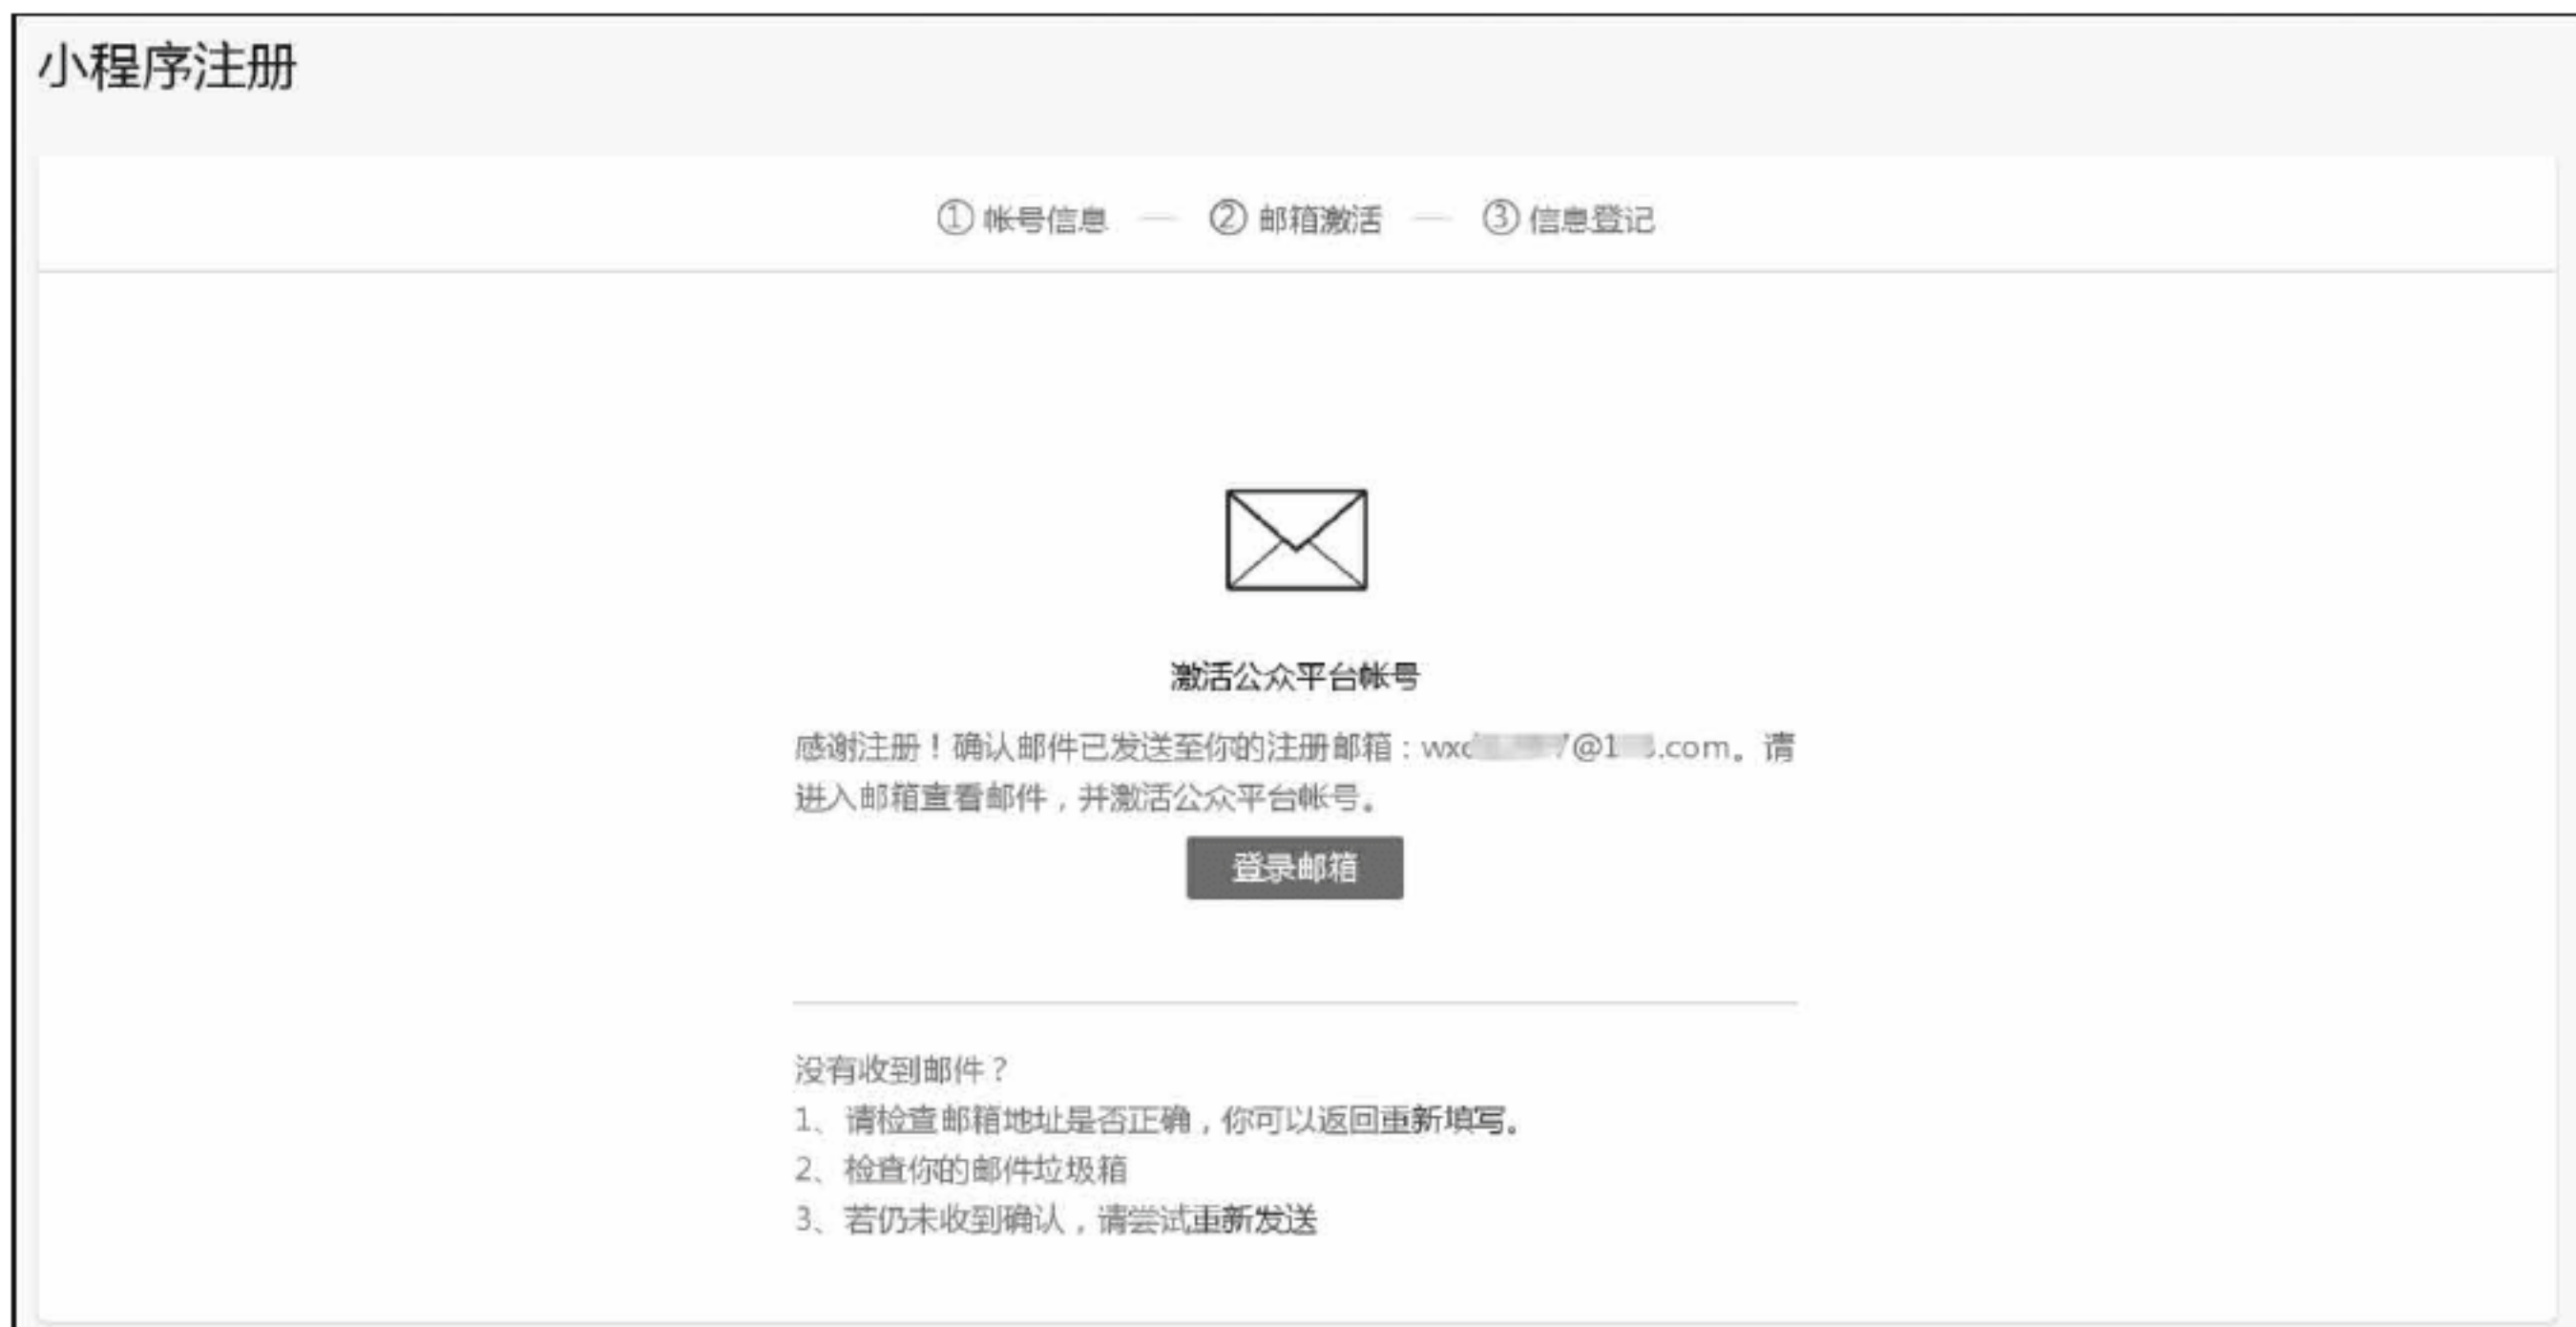 小程序注册
① 帐号信息 — ② 邮箱激活 — ③ 信息登记
激活公众平台帐号
感谢注册！确认邮件已发送至你的注册邮箱：。请
进入邮箱查看邮件，并激活公众平台帐号。
登录邮箱
没有收到邮件？
1、请检查邮箱地址是否正确，你可以返回重新填写。
2、检查你的邮件垃圾箱
3、若仍未收到确认，请尝试重新发送